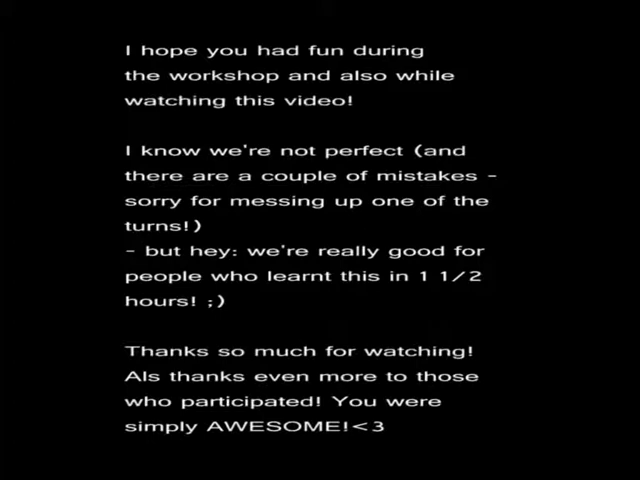 I hope you had fun during
the workshop and also while
watching this video!
I know we're not perfect (and
there are a couple of mistakes -
sorry for messing up one of the
turns!)
- but hey: we're really good for
people who learnt this in 1 1/2
hours! ;)
Thanks so much for watching!
Als thanks even more to those
who participated! You were
simply AWESOME!<3